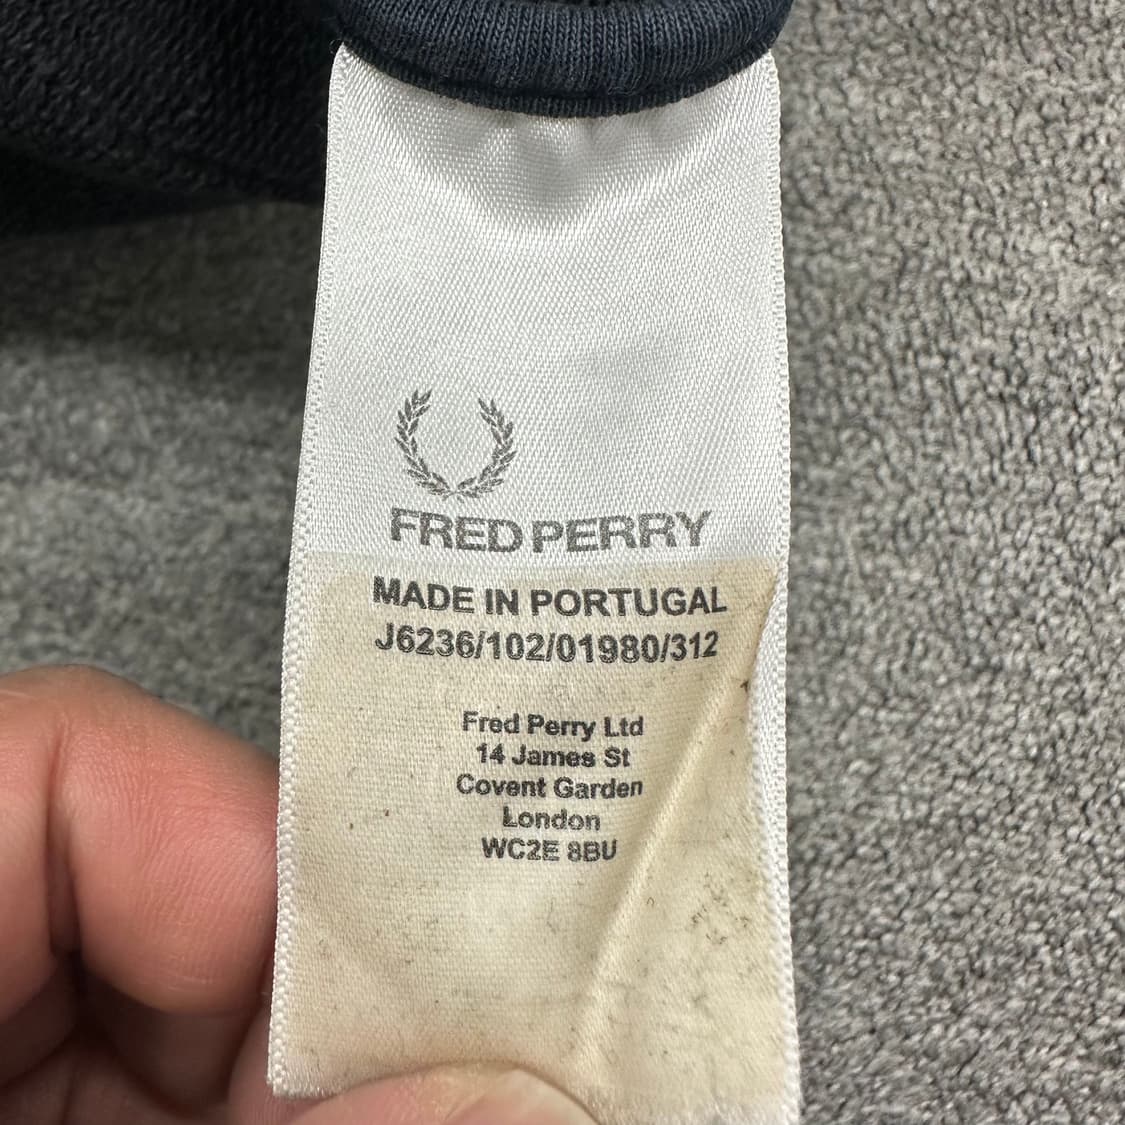 FRED PERRY
MADE IN PORTUGAL
J6236/102/01980/312
Fred Perry Ltd
14 James St
Covent Garden
London
WC2E 8BU